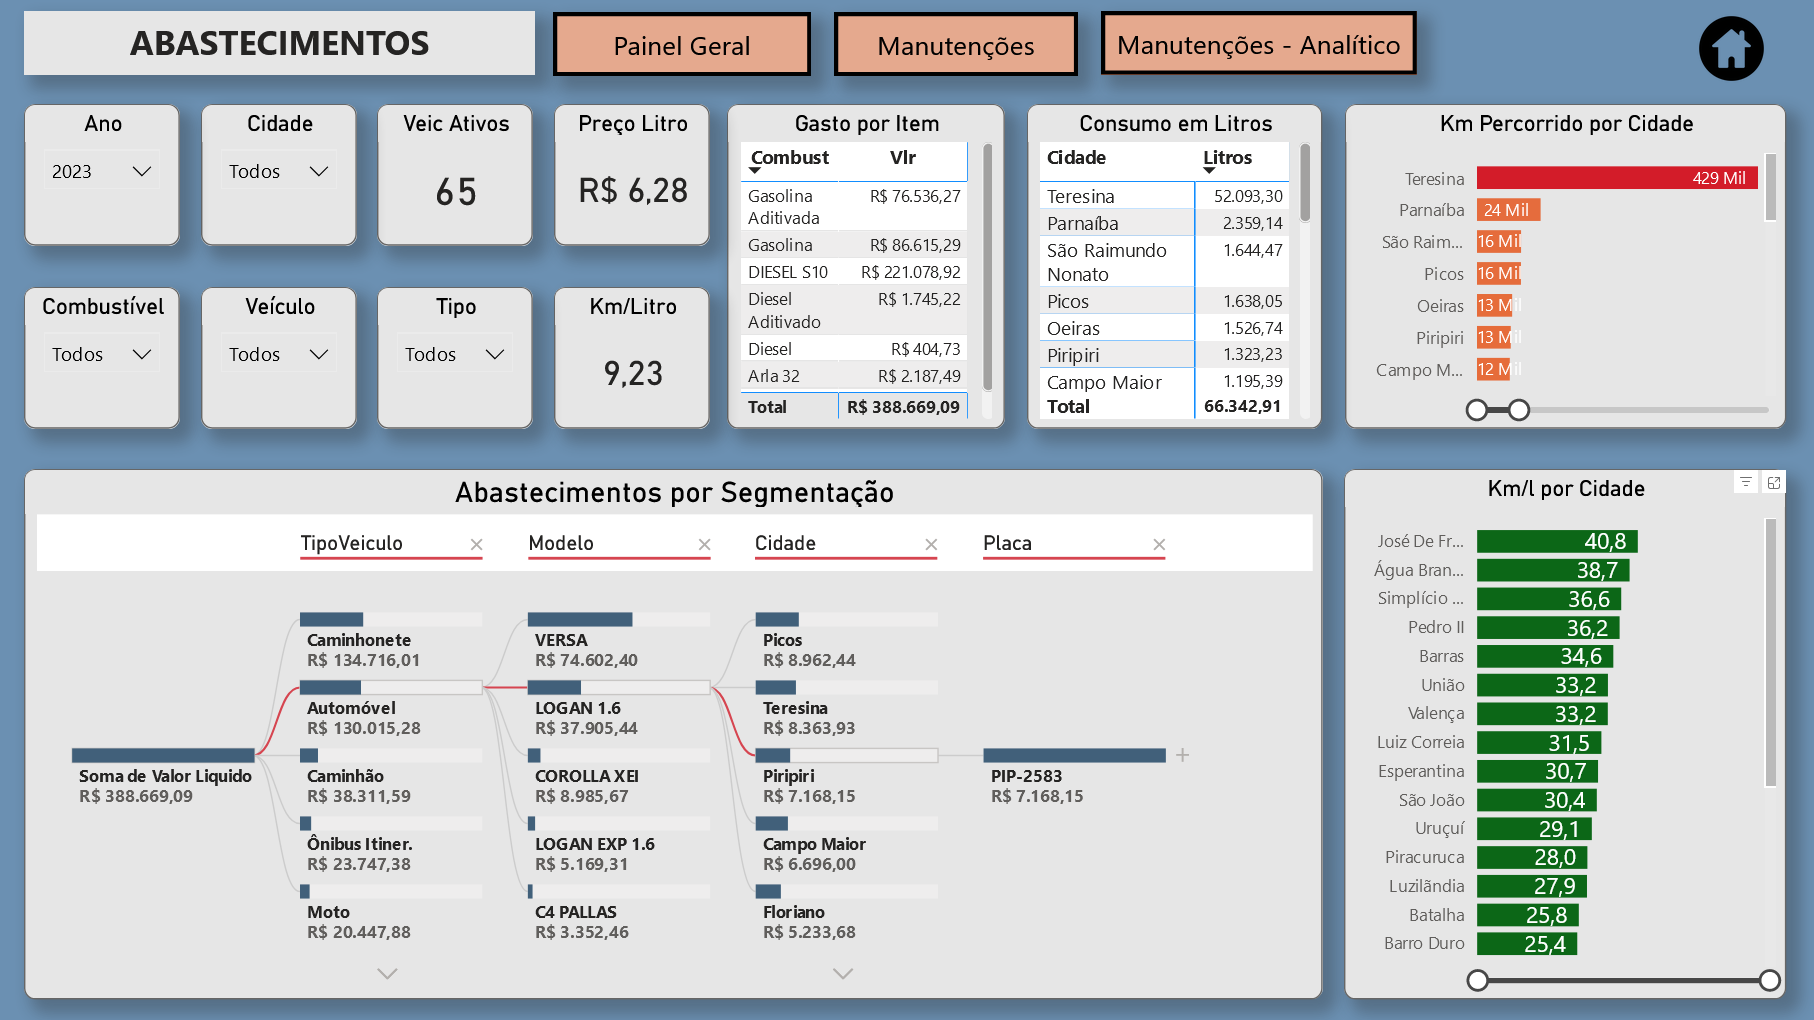 ABASTECIMENTOS
Painel Geral
Manutenções
Manutenções - Analítico
Ano
2023
Cidade
Todos
Veic Ativos
65
Preço Litro
R$ 6,28
Combustível
Todos
Veículo
Todos
Tipo
Todos
Km/Litro
9,23
Gasto por Item
Combust Vlr
Gasolina Aditivada R$ 76.536,27
Gasolina R$ 86.615,29
DIESEL S10 R$ 221.078,92
Diesel Aditivado R$ 1.745,22
Diesel R$ 404,73
Arla 32 R$ 2.187,49
Total R$ 388.669,09
Consumo em Litros
Cidade Litros
Teresina 52.093,30
Parnaíba 2.359,14
São Raimundo Nonato 1.644,47
Picos 1.638,05
Oeiras 1.526,74
Piripiri 1.323,23
Campo Maior 1.195,39
Total 66.342,91
Km Percorrido por Cidade
Teresina 429 Mil
Parnaíba 24 Mil
São Raim... 16 Mil
Picos 16 Mil
Oeiras 13 Mil
Piripiri 13 Mil
Campo M... 12 Mil
Abastecimentos por Segmentação
TipoVeiculo
Modelo
Cidade
Placa
Soma de Valor Liquido
R$ 388.669,09
Caminhonete
R$ 134.716,01
Automóvel
R$ 130.015,28
Caminhão
R$ 38.311,59
Ônibus Itiner.
R$ 23.747,38
Moto
R$ 20.447,88
VERSA
R$ 74.602,40
LOGAN 1.6
R$ 37.905,44
COROLLA XEI
R$ 8.985,67
LOGAN EXP 1.6
R$ 5.169,31
C4 PALLAS
R$ 3.352,46
Picos
R$ 8.962,44
Teresina
R$ 8.363,93
Piripiri
R$ 7.168,15
Campo Maior
R$ 6.696,00
Floriano
R$ 5.233,68
PIP-2583
R$ 7.168,15
Km/l por Cidade
José De Fr... 40,8
Água Bran... 38,7
Simplício ... 36,6
Pedro II 36,2
Barras 34,6
União 33,2
Valença 33,2
Luiz Correia 31,5
Esperantina 30,7
São João 30,4
Uruçuí 29,1
Piracuruca 28,0
Luzilândia 27,9
Batalha 25,8
Barro Duro 25,4